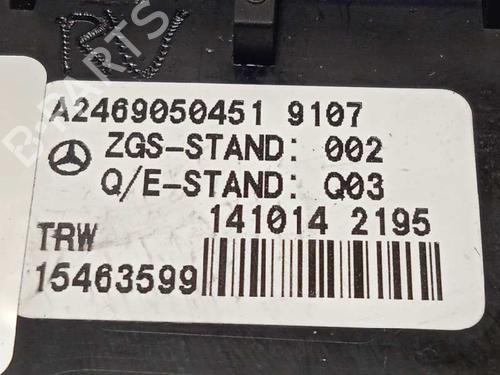 A2469050451 9107
ZGS-STAND: 002
Q/E-STAND: Q03
141014 2195
TRW
15463599
B-PARTS